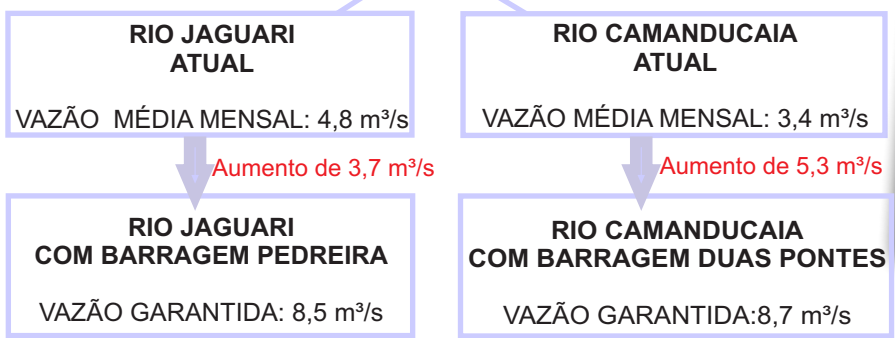 RIO JAGUARI
ATUAL
VAZÃO MÉDIA MENSAL: 4,8 m³/s
Aumento de 3,7 m³/s
RIO JAGUARI
COM BARRAGEM PEDREIRA
VAZÃO GARANTIDA: 8,5 m³/s
RIO CAMANDUCAIA
ATUAL
VAZÃO MÉDIA MENSAL: 3,4 m³/s
Aumento de 5,3 m³/s
RIO CAMANDUCAIA
COM BARRAGEM DUAS PONTES
VAZÃO GARANTIDA:8,7 m³/s